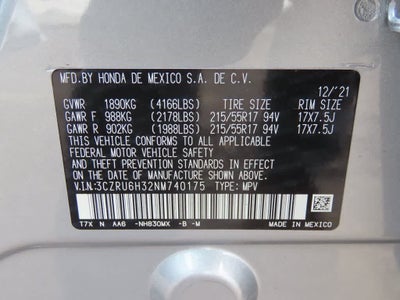 MFD.BY HONDA DE MEXICO S.A. DE C.V.
12/'21
GVWR 1890KG (4166LBS) TIRE SIZE RIM SIZE
GAWR F 988KG (2178LBS) 215/55R17 94V 17X7.5J
GAWR R 902KG (1988LBS) 215/55R17 94V 17X7.5J
THIS VEHICLE CONFORMS TO ALL APPLICABLE
FEDERAL MOTOR VEHICLE SAFETY, BUMPER,
AND THEFT PREVENTION STANDARDS IN EFFECT
ON THE DATE OF MANUFACTURE SHOWN ABOVE.
V.I.N:3CZRU6H32NM740175 TYPE: MPV
T7X N AA6 -NH830MX -B -M
MADE IN MEXICO